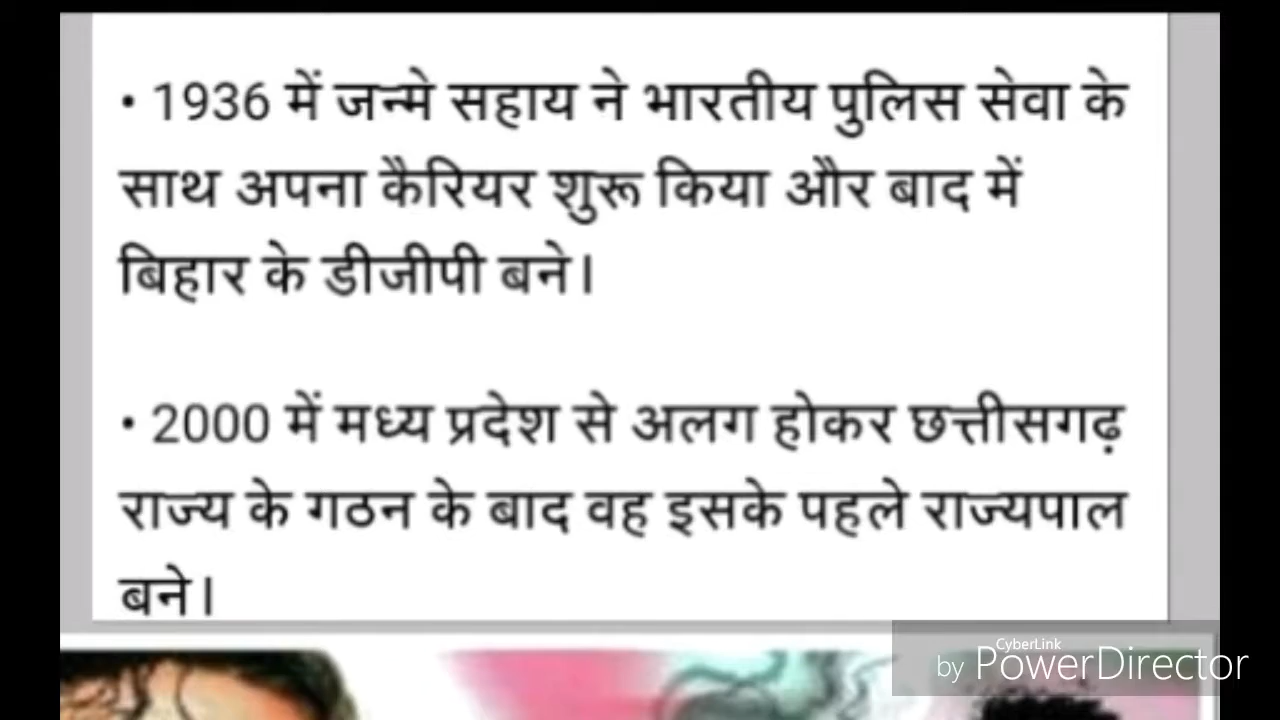 • 1936 में जन्मे सहाय ने भारतीय पुलिस सेवा के
साथ अपना कैरियर शुरू किया और बाद में
बिहार के डीजीपी बने।
• 2000 में मध्य प्रदेश से अलग होकर छत्तीसगढ़
राज्य के गठन के बाद वह इसके पहले राज्यपाल
बने।
CyberLink
by PowerDirector